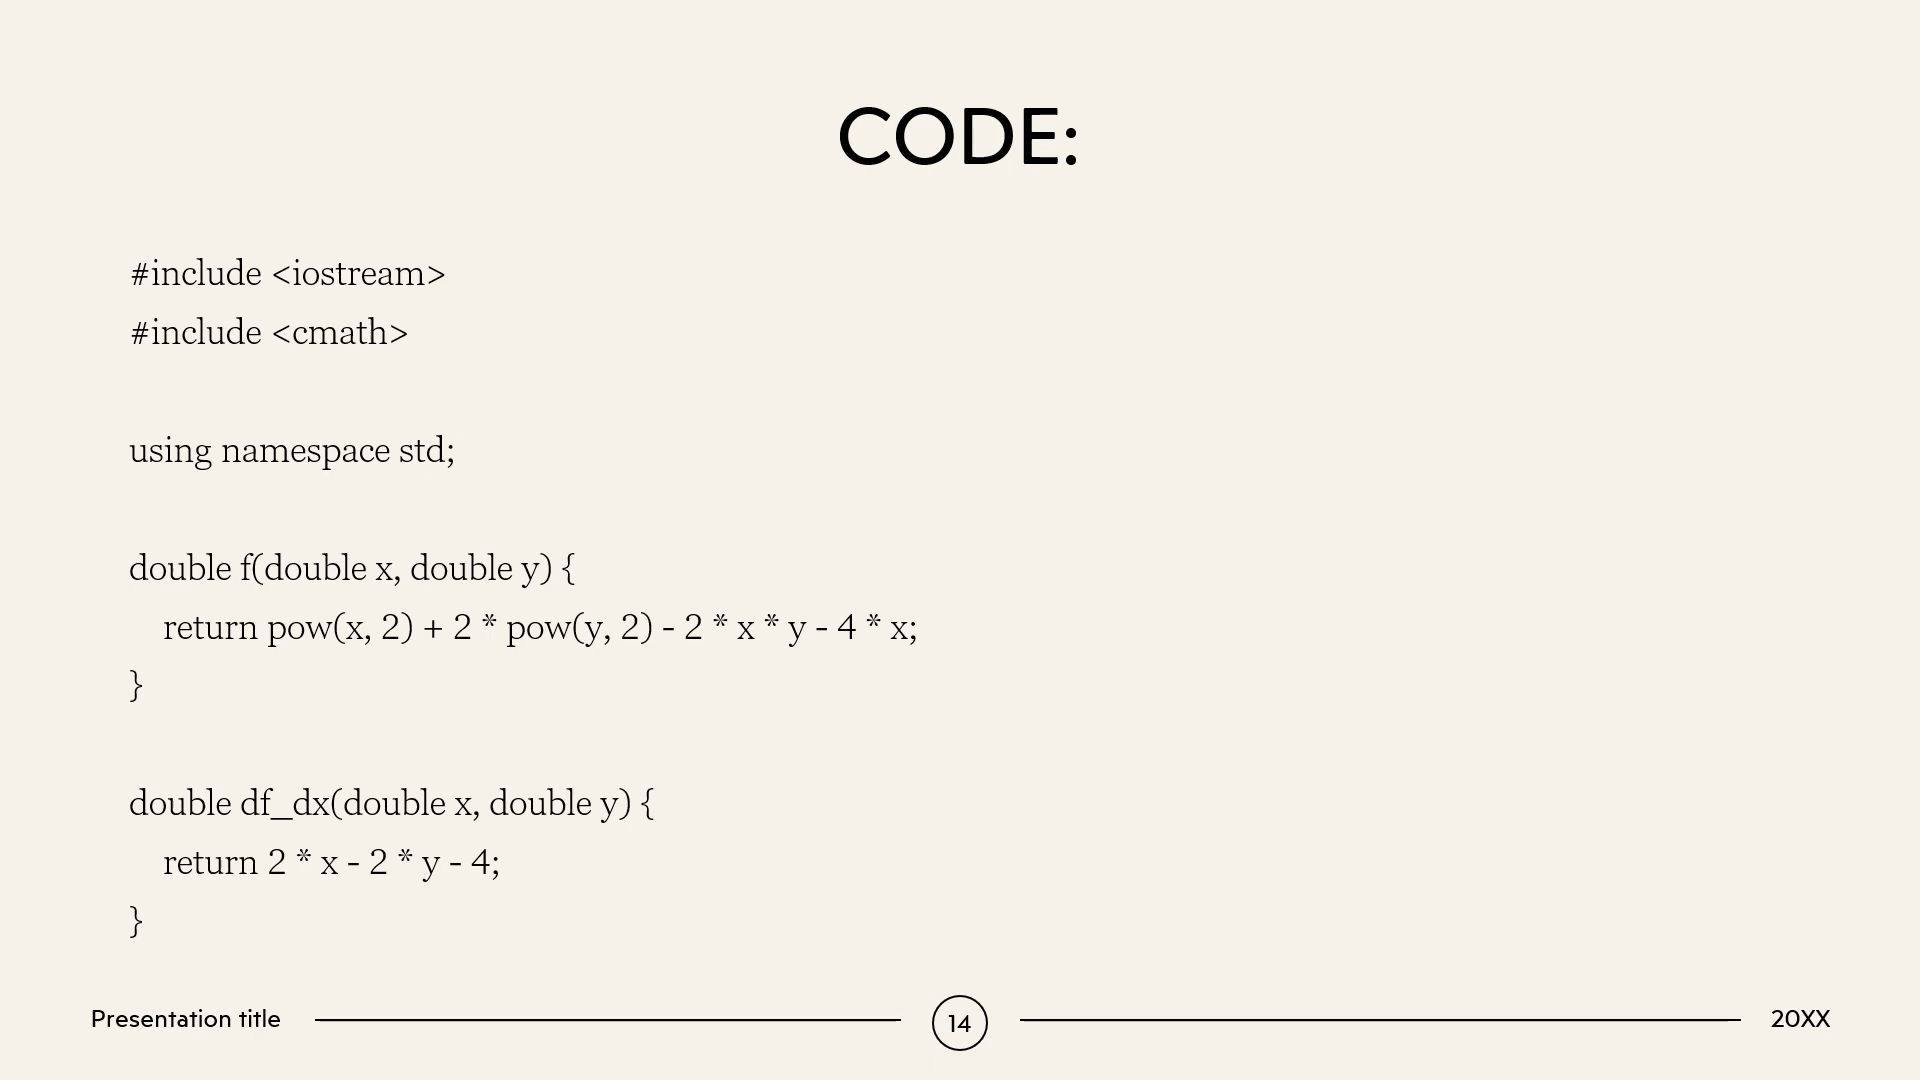 CODE:
#include <iostream>
#include <cmath>
using namespace std;
double f(double x, double y) {
return pow(x, 2) + 2 * pow(y, 2) - 2 * x * y - 4 * x;
}
double df_dx(double x, double y) {
return 2 * x - 2 * y - 4;
}
Presentation title
14
20XX